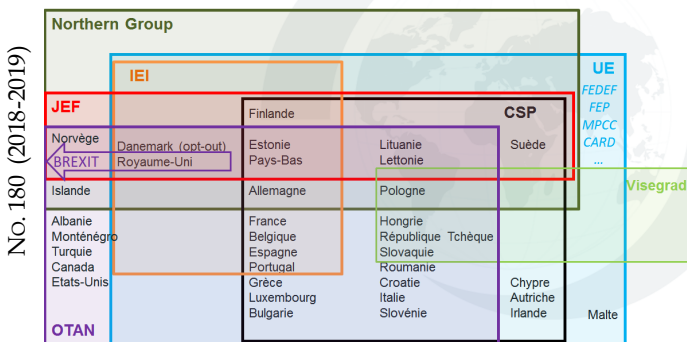 No. 180 (2018-2019)
Northern Group
IEI
UE
FEDEF
FEP
MPCC
CARD
...
JEF
CSP
Finlande
Norvège
Danemark (opt-out)
Estonie
Lituanie
Suède
BREXIT
Royaume-Uni
Pays-Bas
Lettonie
Visegrad
Islande
Allemagne
Pologne
Albanie
France
Hongrie
Monténégro
Belgique
République Tchèque
Turquie
Espagne
Slovaquie
Canada
Portugal
Roumanie
Etats-Unis
Grèce
Croatie
Chypre
Luxembourg
Italie
Autriche
Bulgarie
Slovénie
Irlande
Malte
OTAN